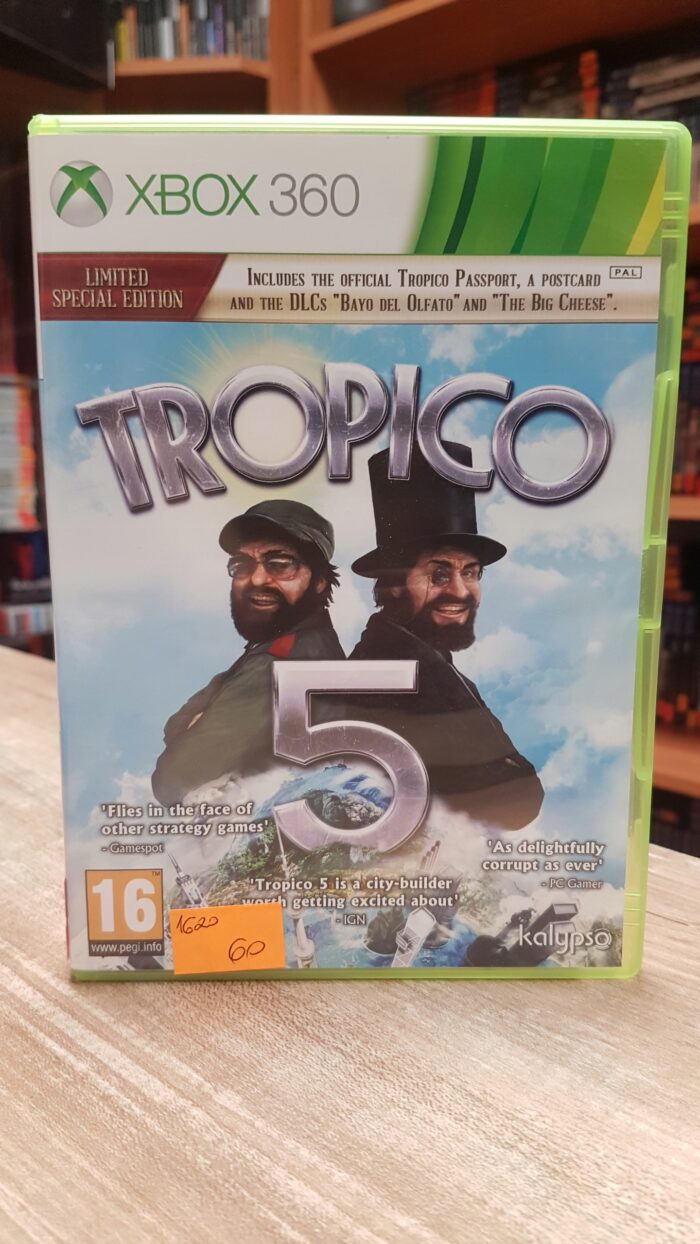 XBOX 360
LIMITED
SPECIAL EDITION
INCLUDES THE OFFICIAL TROPICO PASSPORT, A POSTCARD
AND THE DLCS "BAYO DEL OLFATO" AND "THE BIG CHEESE".
PAL
TROPICO
5
'Flies in the face of
other strategy games'
- Gamespot
'As delightfully
corrupt as ever'
- PC Gamer
'Tropico 5 is a city-builder
worth getting excited about'
- IGN
16
TM
www.pegi.info
1620
60
kalypso